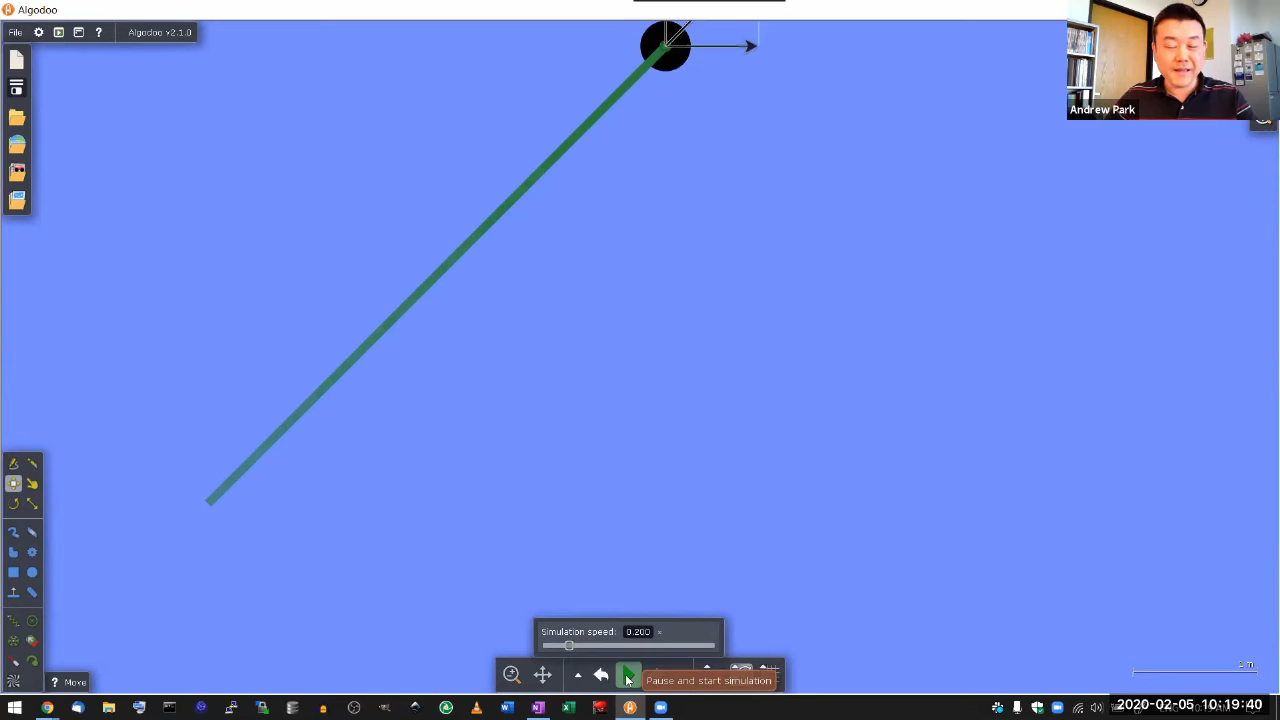 Algodoo
File
?
Algodoo v2.1.0
Andrew Park
Simulation speed: 0.200 x
Pause and start simulation
1 m
? Move
2020-02-05 10:19:40